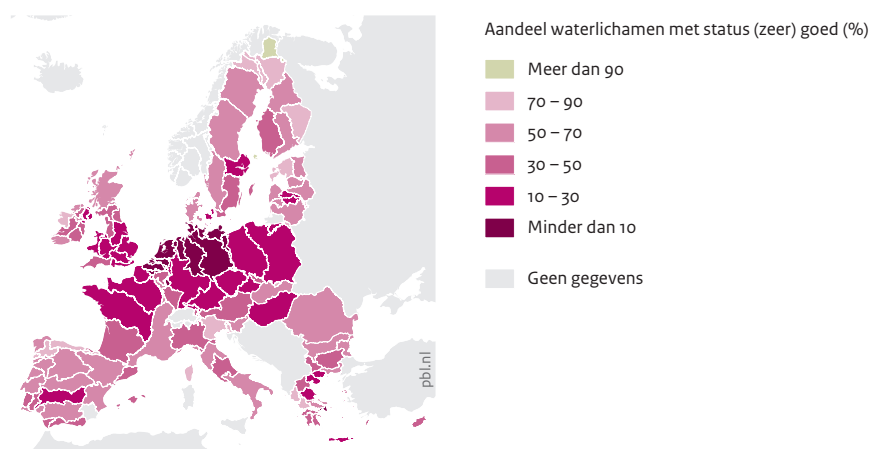 Aandeel waterlichamen met status (zeer) goed (%)
Meer dan 90
70 – 90
50 – 70
30 – 50
10 – 30
Minder dan 10
Geen gegevens
pbl.nl